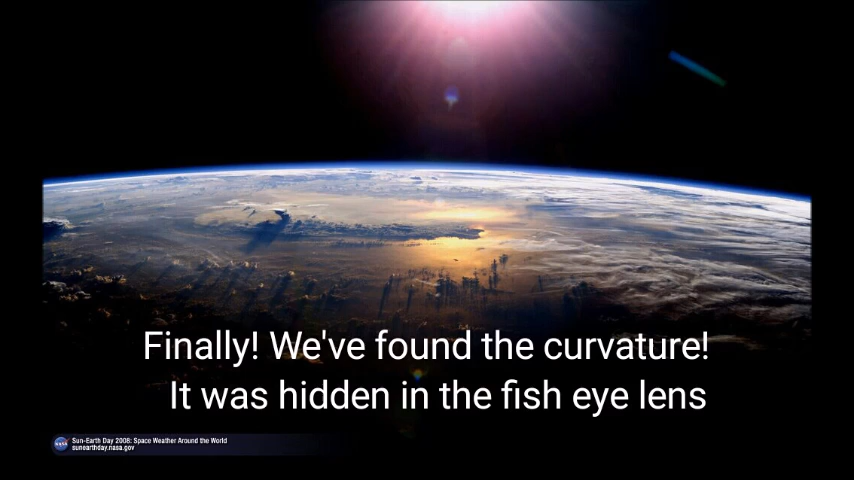 Finally! We've found the curvature!
It was hidden in the fish eye lens
NASA
Sun-Earth Day 2008: Space Weather Around the World
sunearthday.nasa.gov